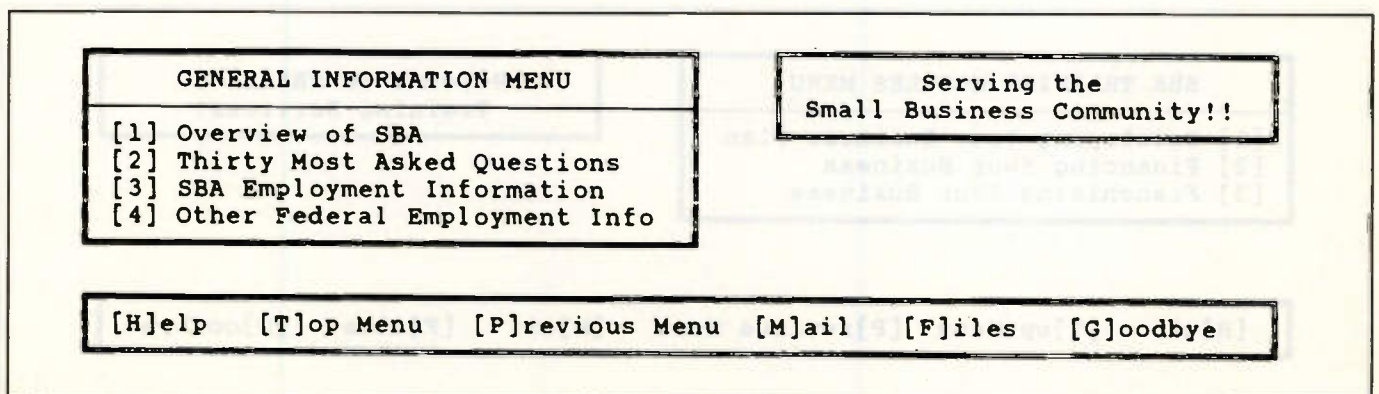 GENERAL INFORMATION MENU
[1] Overview of SBA
[2] Thirty Most Asked Questions
[3] SBA Employment Information
[4] Other Federal Employment Info
Serving the
Small Business Community!!
[H]elp [T]op Menu [P]revious Menu [M]ail [F]iles [G]oodbye